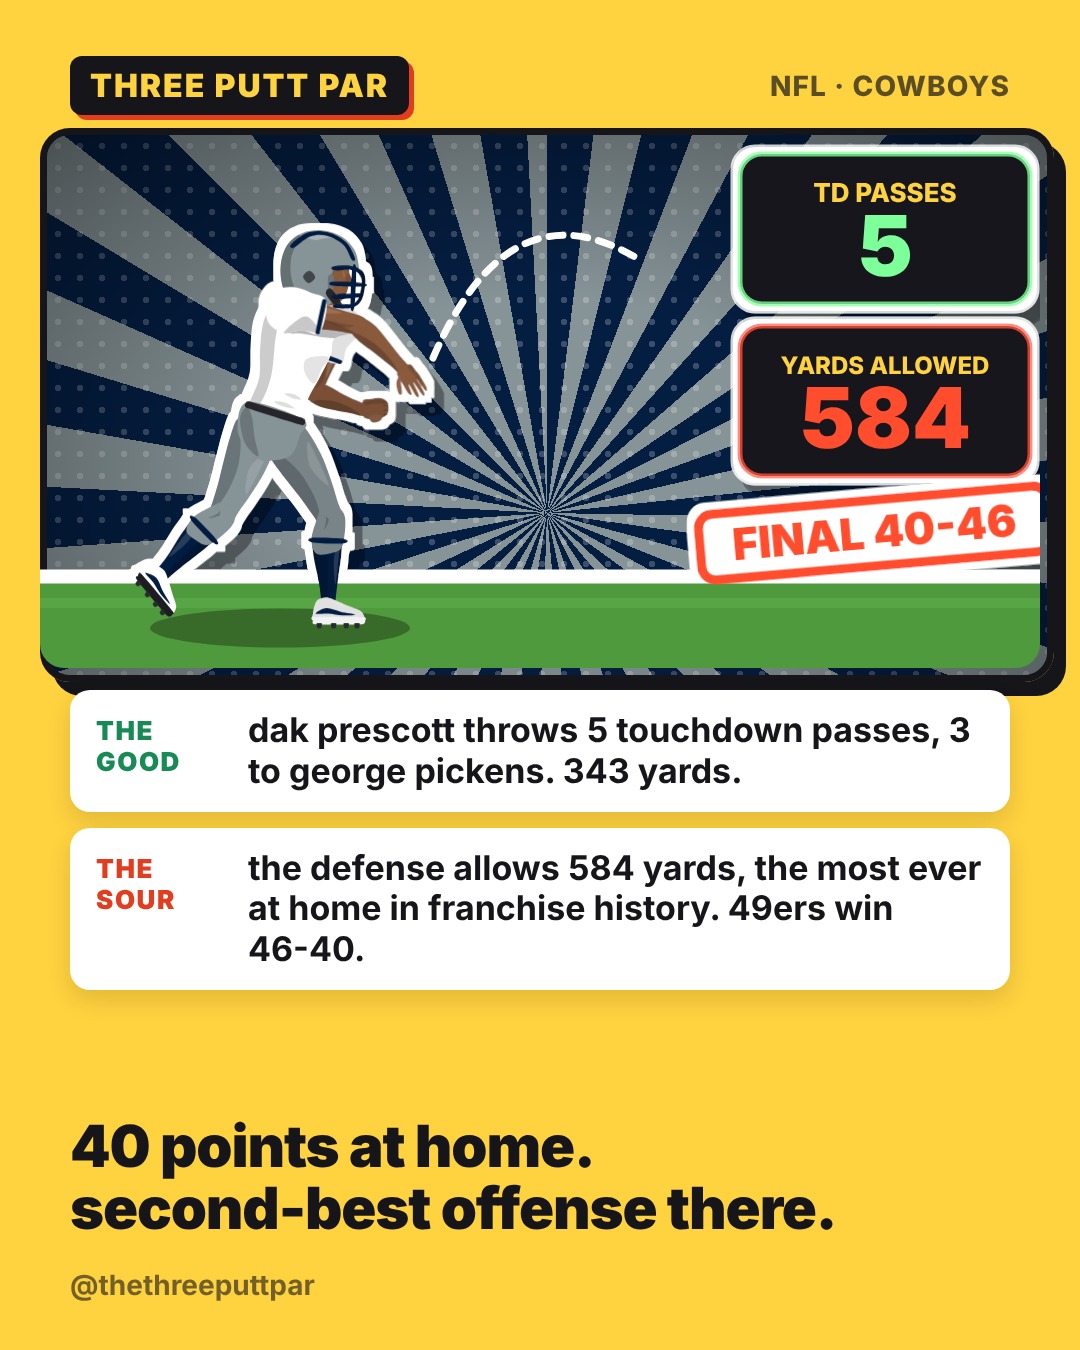 THREE PUTT PAR
NFL · COWBOYS
TD PASSES
5
YARDS ALLOWED
584
FINAL 40-46
THE
GOOD
dak prescott throws 5 touchdown passes, 3
to george pickens. 343 yards.
THE
SOUR
the defense allows 584 yards, the most ever
at home in franchise history. 49ers win
46-40.
40 points at home.
second-best offense there.
@thethreeputtpar